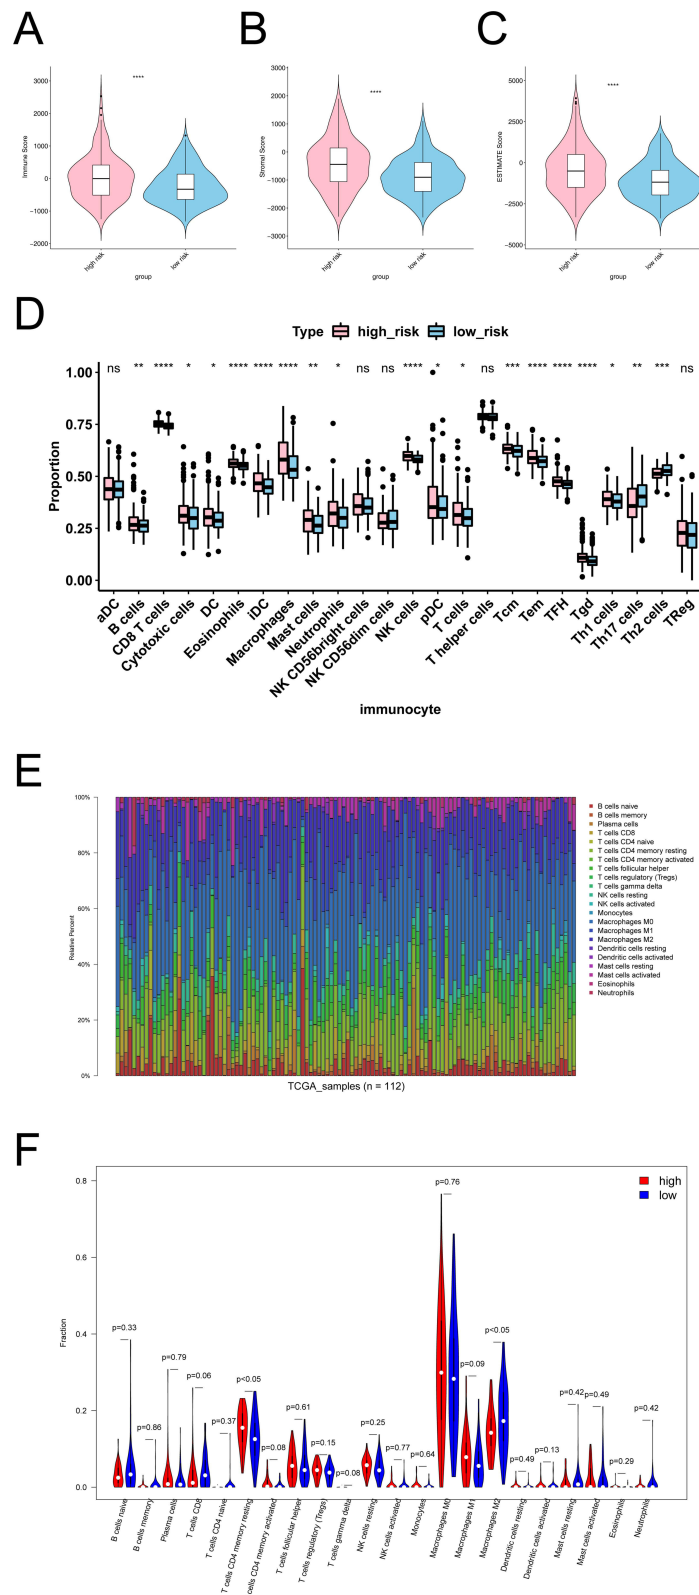 A
B
C
3000
2000
1000
0
−1000
−2000
Immune Score
****
high risk
low risk
group
3000
2000
1000
0
−1000
−2000
−3000
Stromal Score
****
high risk
low risk
group
5000
2500
0
−2500
−5000
ESTIMATE Score
****
high risk
low risk
group
D
Type high_risk low_risk
ns ** **** * * **** **** **** ** * ns ns **** * * ns *** **** **** **** * ** *** ns
1.00
0.75
0.50
0.25
0.00
Proportion
aDC
B cells
CD8 T cells
Cytotoxic cells
DC
Eosinophils
iDC
Macrophages
Mast cells
Neutrophils
NK CD56bright cells
NK CD56dim cells
NK cells
pDC
T cells
T helper cells
Tcm
Tem
TFH
Tgd
Th1 cells
Th17 cells
Th2 cells
TReg
immunocyte
E
100%
80%
60%
40%
20%
0%
Relative Percent
TCGA_samples (n = 112)
B cells naive
B cells memory
Plasma cells
T cells CD8
T cells CD4 naive
T cells CD4 memory resting
T cells CD4 memory activated
T cells follicular helper
T cells regulatory (Tregs)
T cells gamma delta
NK cells resting
NK cells activated
Monocytes
Macrophages M0
Macrophages M1
Macrophages M2
Dendritic cells resting
Dendritic cells activated
Mast cells resting
Mast cells activated
Eosinophils
Neutrophils
F
0.8
0.6
0.4
0.2
0.0
Fraction
high
low
p=0.33
p=0.86
p=0.79
p=0.06
p=0.37
p<0.05
p=0.08
p=0.61
p=0.15
p=0.08
p=0.25
p=0.77
p=0.64
p=0.76
p=0.09
p<0.05
p=0.49
p=0.13
p=0.42
p=0.49
p=0.29
p=0.42
B cells naive
B cells memory
Plasma cells
T cells CD8
T cells CD4 naive
T cells CD4 memory resting
cells CD4 memory activated
T cells follicular helper
T cells regulatory (Tregs)
T cells gamma delta
NK cells resting
NK cells activated
Monocytes
Macrophages M0
Macrophages M1
Macrophages M2
Dendritic cells resting
Dendritic cells activated
Mast cells resting
Mast cells activated
Eosinophils
Neutrophils